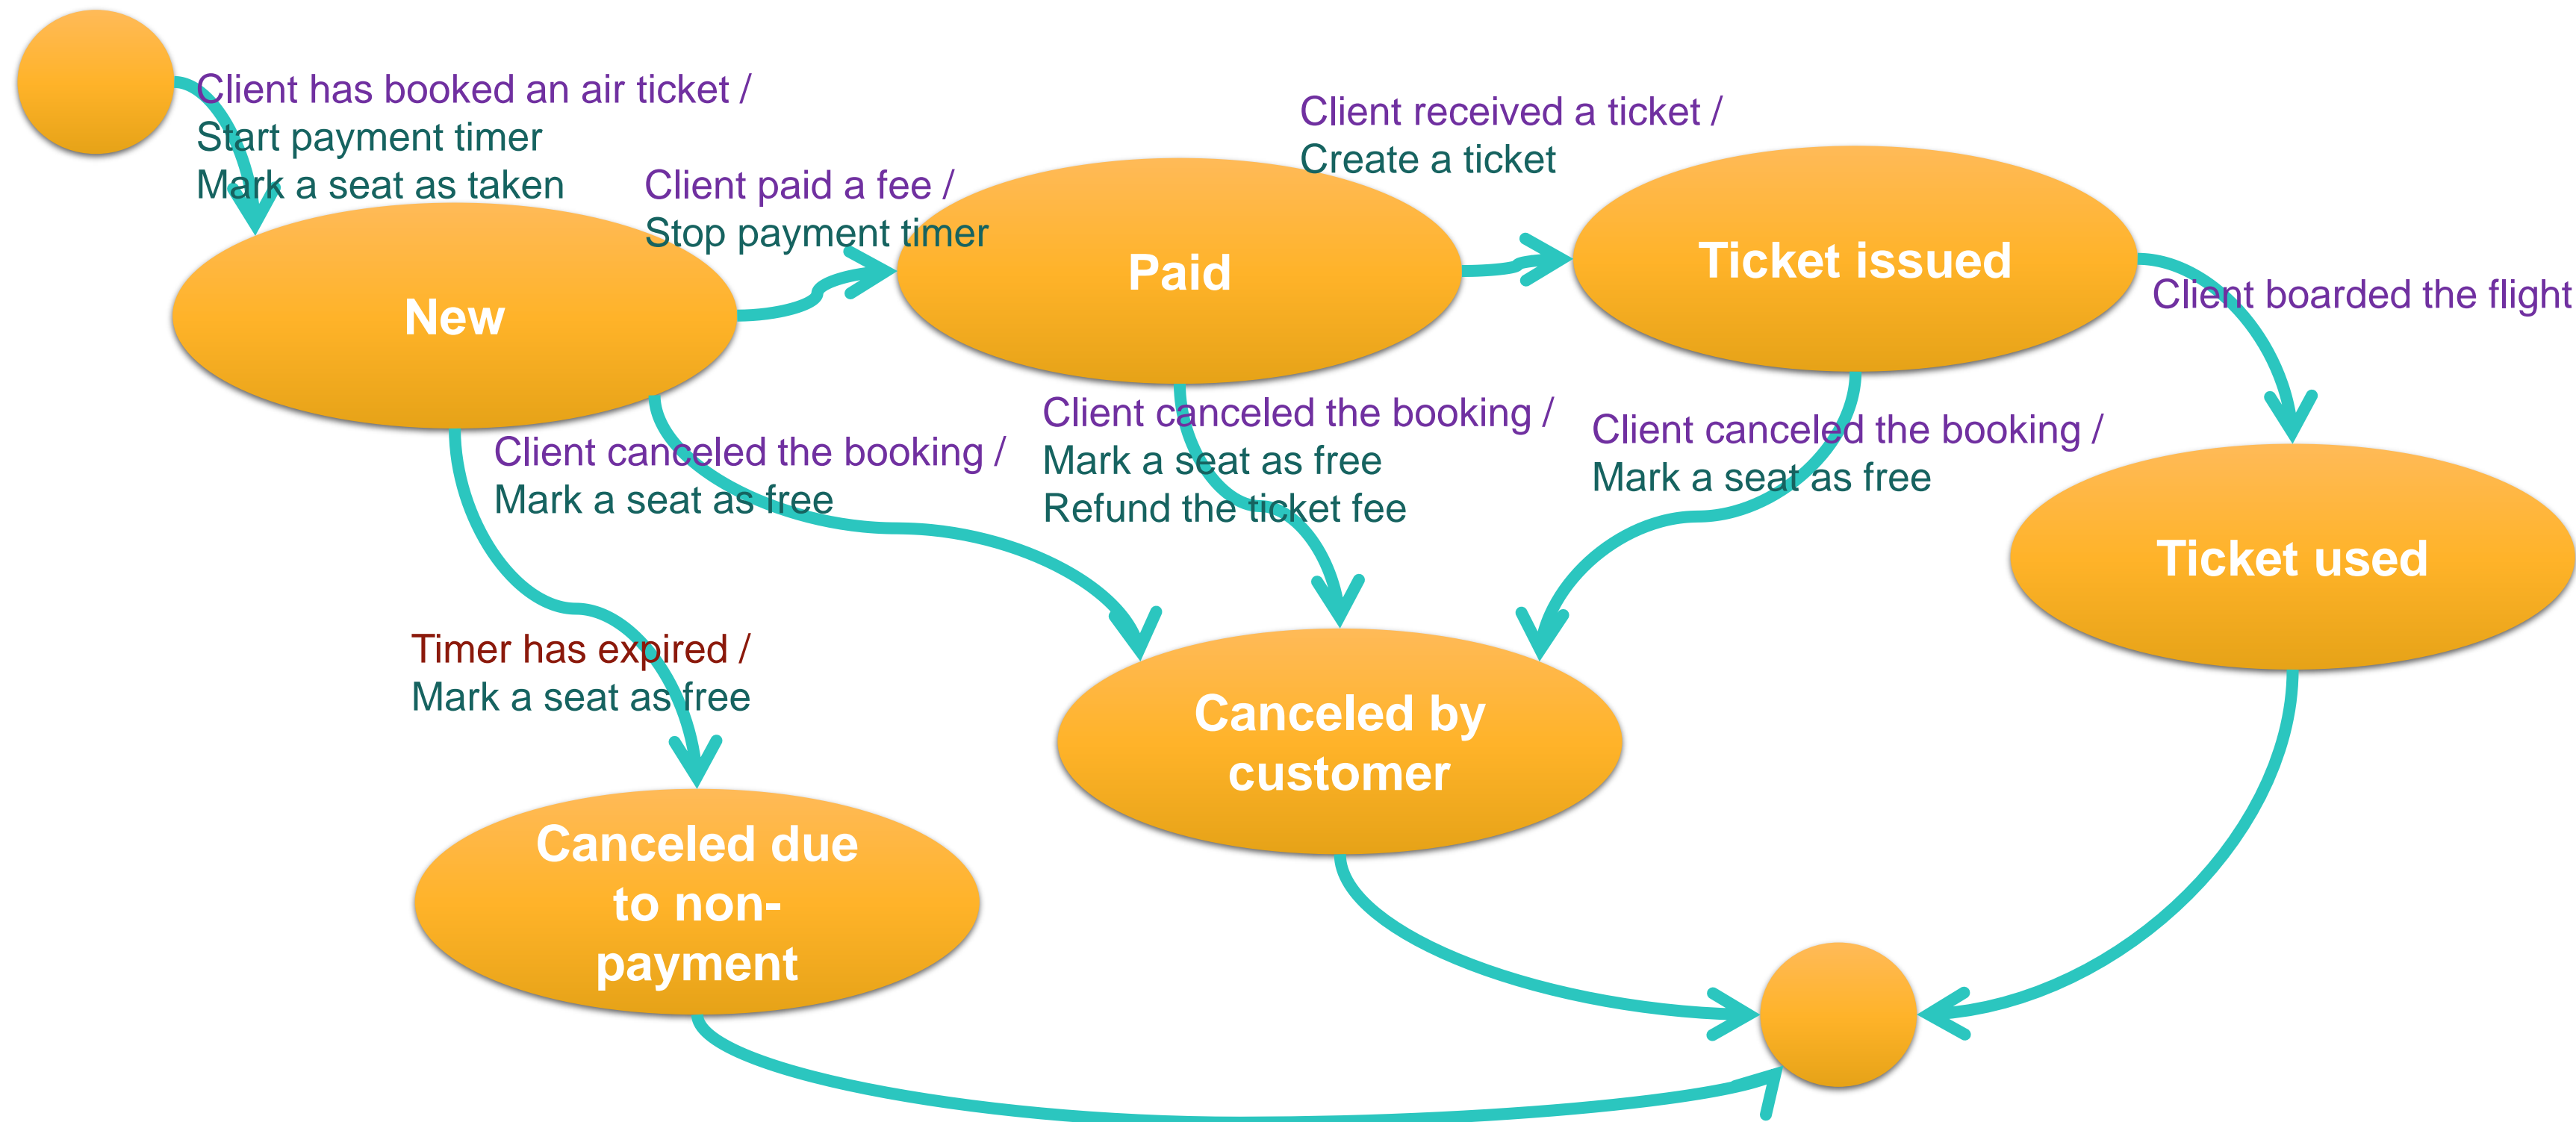 Client has booked an air ticket /
Start payment timer
Mark a seat as taken
Client paid a fee /
Stop payment timer
Client received a ticket /
Create a ticket
New
Paid
Ticket issued
Client boarded the flight
Client canceled the booking /
Mark a seat as free
Client canceled the booking /
Mark a seat as free
Refund the ticket fee
Client canceled the booking /
Mark a seat as free
Ticket used
Timer has expired /
Mark a seat as free
Canceled by
customer
Canceled due
to non-
payment